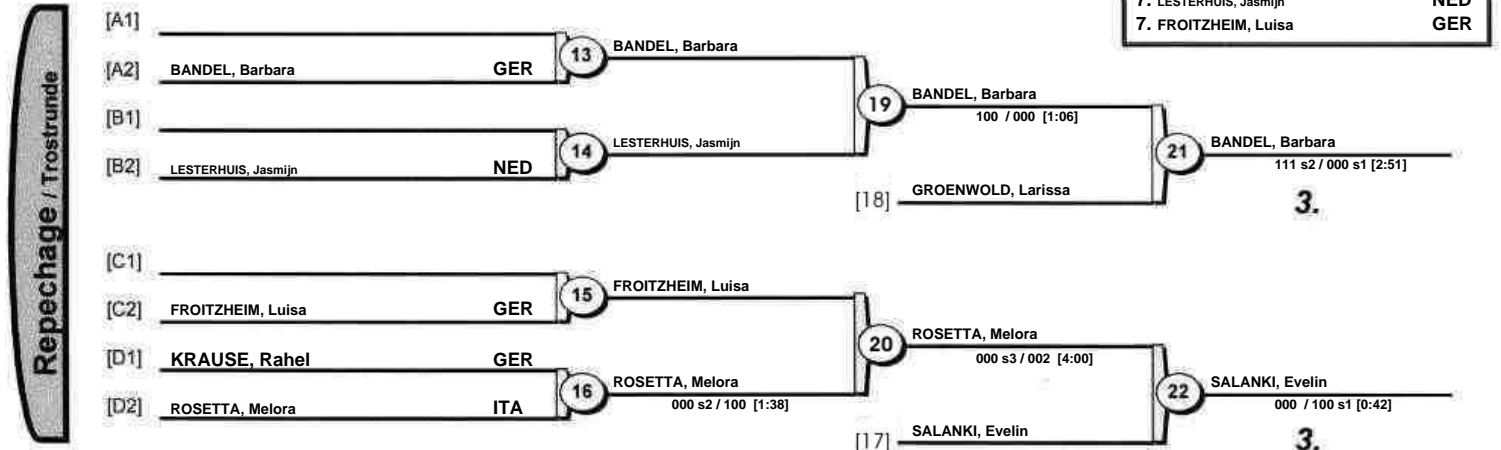 Repechage / Trostrunde
7. LESTERHUIS, Jasmijn NED
7. FROITZHEIM, Luisa GER
[A1]
[A2] BANDEL, Barbara GER
13 BANDEL, Barbara
[B1]
[B2] LESTERHUIS, Jasmijn NED
14 LESTERHUIS, Jasmijn
19 BANDEL, Barbara
100 / 000 [1:06]
[18] GROENWOLD, Larissa
21 BANDEL, Barbara
111 s2 / 000 s1 [2:51]
3.
[C1]
[C2] FROITZHEIM, Luisa GER
15 FROITZHEIM, Luisa
[D1] KRAUSE, Rahel GER
[D2] ROSETTA, Melora ITA
16 ROSETTA, Melora
000 s2 / 100 [1:38]
20 ROSETTA, Melora
000 s3 / 002 [4:00]
[17] SALANKI, Evelin
22 SALANKI, Evelin
000 / 100 s1 [0:42]
3.